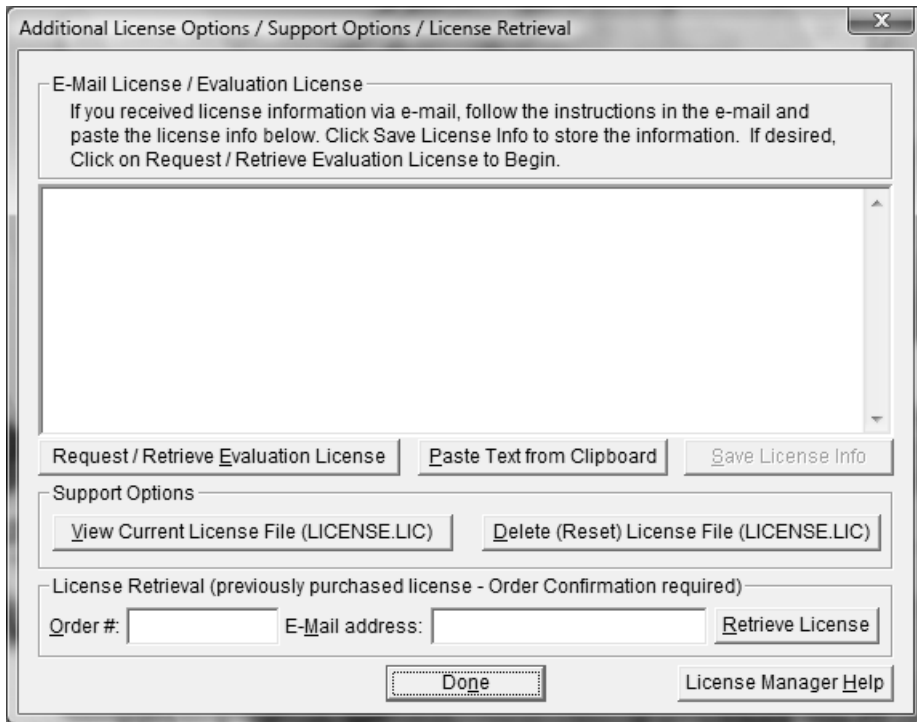 Additional License Options / Support Options / License Retrieval
X
E-Mail License / Evaluation License
If you received license information via e-mail, follow the instructions in the e-mail and
paste the license info below. Click Save License Info to store the information.  If desired,
Click on Request / Retrieve Evaluation License to Begin.
Request / Retrieve Evaluation License Paste Text from Clipboard Save License Info
Support Options
View Current License File (LICENSE.LIC) Delete (Reset) License File (LICENSE.LIC)
License Retrieval (previously purchased license - Order Confirmation required)
Order #: E-Mail address: Retrieve License
Done License Manager Help